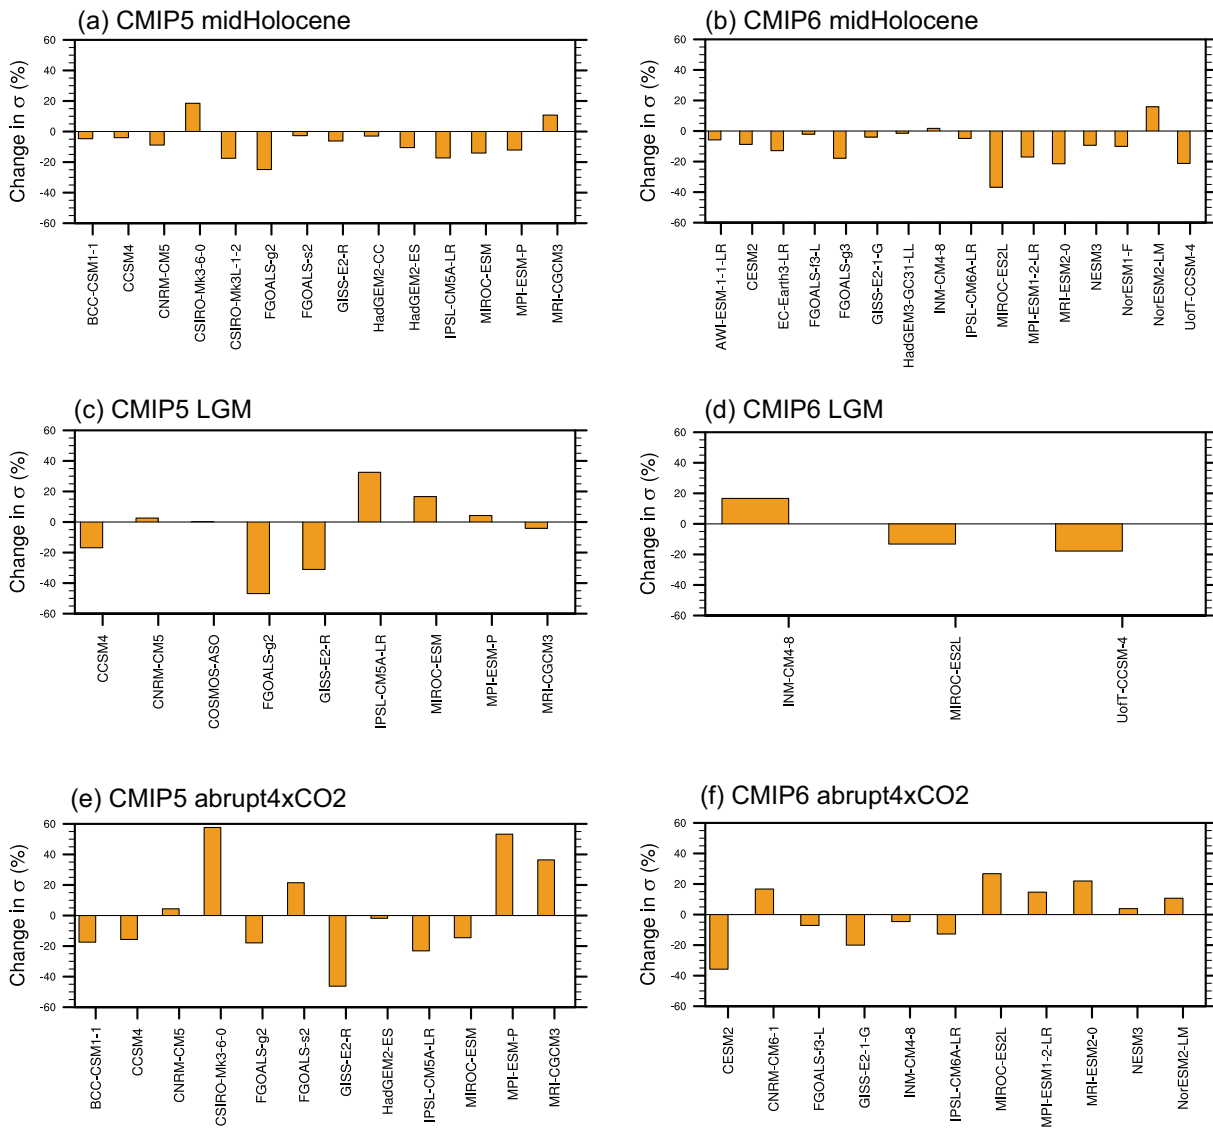 (a) CMIP5 midHolocene
Change in σ (%)
60
40
20
0
-20
-40
-60
BCC-CSM1-1
CCSM4
CNRM-CM5
CSIRO-Mk3-6-0
CSIRO-Mk3L-1-2
FGOALS-g2
FGOALS-s2
GISS-E2-R
HadGEM2-CC
HadGEM2-ES
IPSL-CM5A-LR
MIROC-ESM
MPI-ESM-P
MRI-CGCM3
(b) CMIP6 midHolocene
Change in σ (%)
60
40
20
0
-20
-40
-60
AWI-ESM-1-1-LR
CESM2
EC-Earth3-LR
FGOALS-f3-L
FGOALS-g3
GISS-E2-1-G
HadGEM3-GC31-LL
INM-CM4-8
IPSL-CM6A-LR
MIROC-ES2L
MPI-ESM1-2-LR
MRI-ESM2-0
NESM3
NorESM1-F
NorESM2-LM
UofT-CCSM-4
(c) CMIP5 LGM
Change in σ (%)
60
40
20
0
-20
-40
-60
CCSM4
CNRM-CM5
COSMOS-ASO
FGOALS-g2
GISS-E2-R
IPSL-CM5A-LR
MIROC-ESM
MPI-ESM-P
MRI-CGCM3
(d) CMIP6 LGM
Change in σ (%)
60
40
20
0
-20
-40
-60
INM-CM4-8
MIROC-ES2L
UofT-CCSM-4
(e) CMIP5 abrupt4xCO2
Change in σ (%)
60
40
20
0
-20
-40
-60
BCC-CSM1-1
CCSM4
CNRM-CM5
CSIRO-Mk3-6-0
FGOALS-g2
FGOALS-s2
GISS-E2-R
HadGEM2-ES
IPSL-CM5A-LR
MIROC-ESM
MPI-ESM-P
MRI-CGCM3
(f) CMIP6 abrupt4xCO2
Change in σ (%)
60
40
20
0
-20
-40
-60
CESM2
CNRM-CM6-1
FGOALS-f3-L
GISS-E2-1-G
INM-CM4-8
IPSL-CM6A-LR
MIROC-ES2L
MPI-ESM1-2-LR
MRI-ESM2-0
NESM3
NorESM2-LM